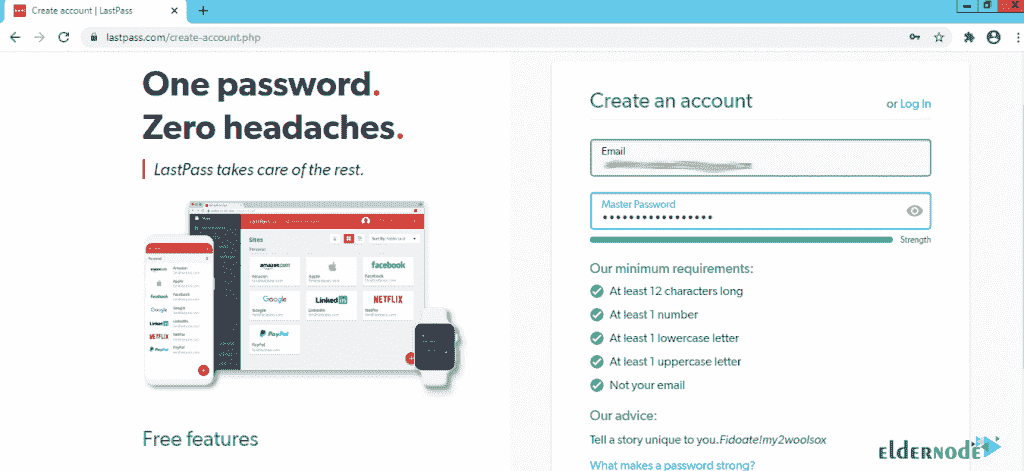 Create account | LastPass
lastpass.com/create-account.php
One password.
Zero headaches.
LastPass takes care of the rest.
Sites
amazon.com
facebook
Google
LinkedIn
NETFLIX
PayPal
Free features
Create an account
or Log In
Email
Master Password
Strength
Our minimum requirements:
At least 12 characters long
At least 1 number
At least 1 lowercase letter
At least 1 uppercase letter
Not your email
Our advice:
Tell a story unique to you.Fidoate!my2woolsox
What makes a password strong?
ELDERNODE